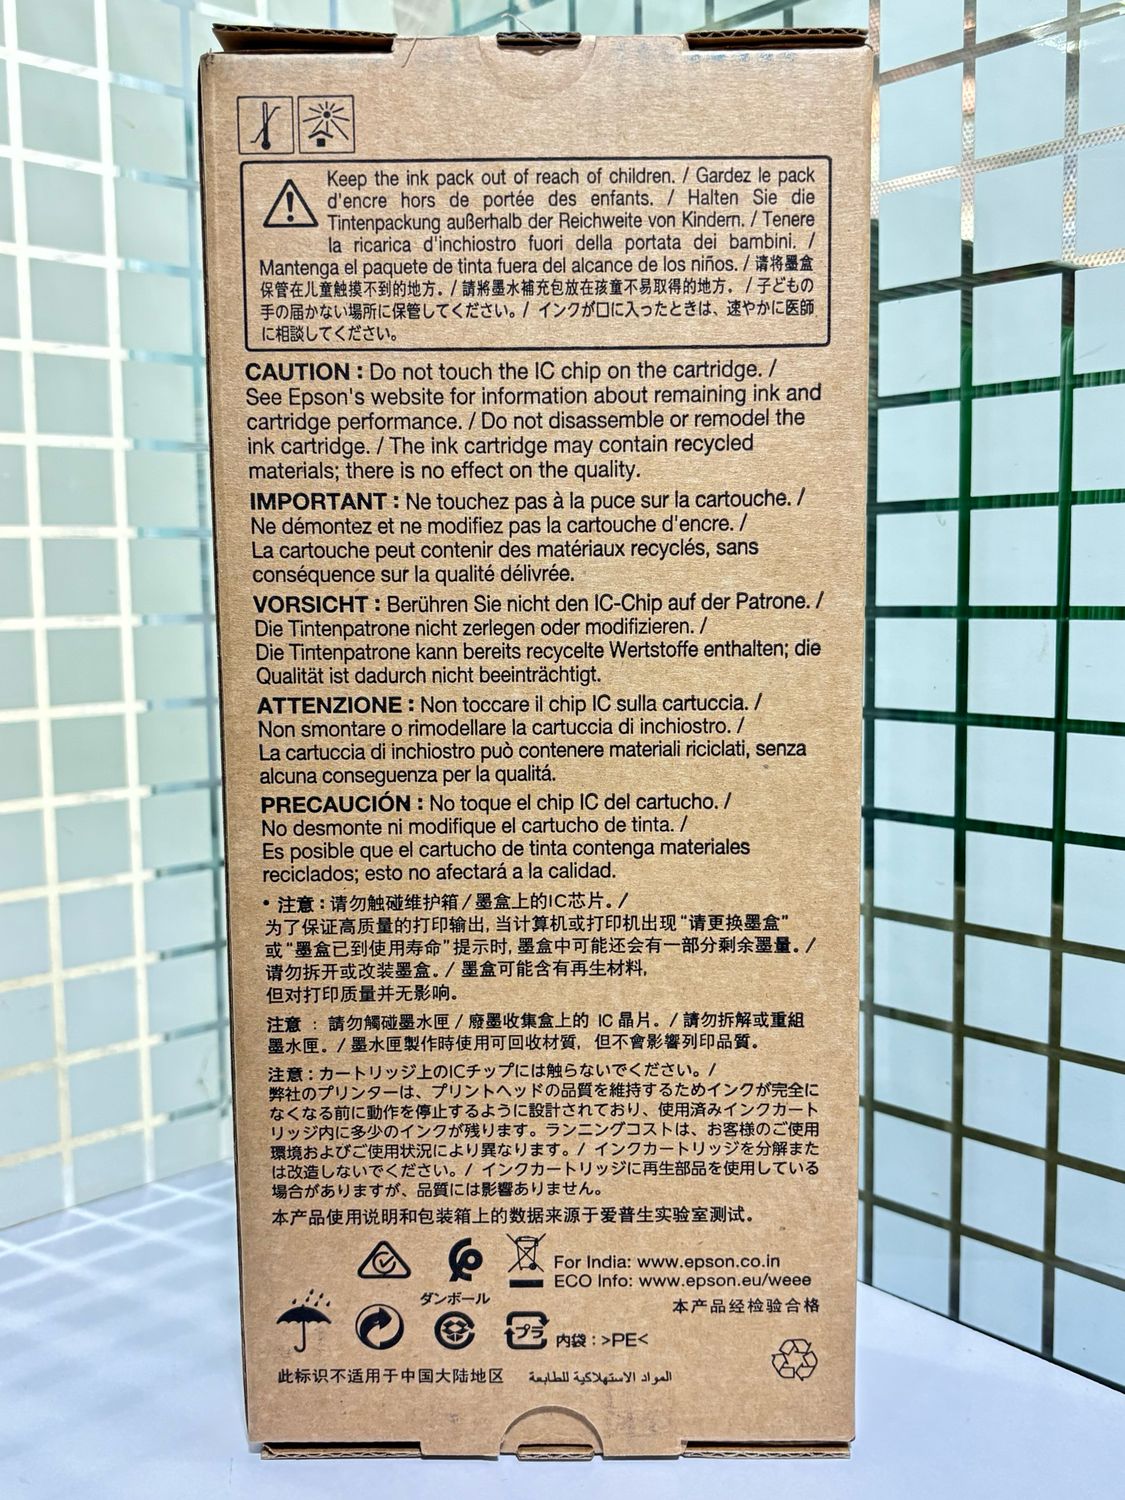 Keep the ink pack out of reach of children. / Gardez le pack
d'encre hors de portée des enfants. / Halten Sie die
Tintenpackung außerhalb der Reichweite von Kindern. / Tenere
la ricarica d'inchiostro fuori della portata dei bambini. /
Mantenga el paquete de tinta fuera del alcance de los niños. / 请将墨盒
保管在儿童触摸不到的地方。 / 請將墨水補充包放在孩童不易取得的地方。 / 子どもの
手の届かない場所に保管してください。 / インクが口に入ったときは、速やかに医師
に相談してください。
CAUTION : Do not touch the IC chip on the cartridge. /
See Epson's website for information about remaining ink and
cartridge performance. / Do not disassemble or remodel the
ink cartridge. / The ink cartridge may contain recycled
materials; there is no effect on the quality.
IMPORTANT : Ne touchez pas à la puce sur la cartouche. /
Ne démontez et ne modifiez pas la cartouche d'encre. /
La cartouche peut contenir des matériaux recyclés, sans
conséquence sur la qualité délivrée.
VORSICHT : Berühren Sie nicht den IC-Chip auf der Patrone. /
Die Tintenpatrone nicht zerlegen oder modifizieren. /
Die Tintenpatrone kann bereits recycelte Wertstoffe enthalten; die
Qualität ist dadurch nicht beeinträchtigt.
ATTENZIONE : Non toccare il chip IC sulla cartuccia. /
Non smontare o rimodellare la cartuccia di inchiostro. /
La cartuccia di inchiostro può contenere materiali riciclati, senza
alcuna conseguenza per la qualitá.
PRECAUCIÓN : No toque el chip IC del cartucho. /
No desmonte ni modifique el cartucho de tinta. /
Es posible que el cartucho de tinta contenga materiales
reciclados; esto no afectará a la calidad.
• 注意 : 请勿触碰维护箱 / 墨盒上的IC芯片。 /
为了保证高质量的打印输出, 当计算机或打印机出现 “请更换墨盒”
或 “墨盒已到使用寿命” 提示时, 墨盒中可能还会有一部分剩余墨量。 /
请勿拆开或改装墨盒。 / 墨盒可能含有再生材料,
但对打印质量并无影响。
注意 : 請勿觸碰墨水匣 / 廢墨收集盒上的 IC 晶片。 / 請勿拆解或重組
墨水匣。 / 墨水匣製作時使用可回收材質, 但不會影響列印品質。
注意 : カートリッジ上のICチップには触らないでください。 /
弊社のプリンターは、プリントヘッドの品質を維持するためインクが完全に
なくなる前に動作を停止するように設計されており、使用済みインクカート
リッジ内に多少のインクが残ります。ランニングコストは、お客様のご使用
環境およびご使用状況により異なります。 / インクカートリッジを分解また
は改造しないでください。 / インクカートリッジに再生部品を使用している
場合がありますが、品質には影響ありません。
本产品使用说明和包装箱上的数据来源于爱普生实验室测试。
For India: www.epson.co.in
ECO Info: www.epson.eu/weee
ダンボール
本产品经检验合格
プラ 内袋 : >PE<
此标识不适用于中国大陆地区 المواد الاستهلاكية للطابعة